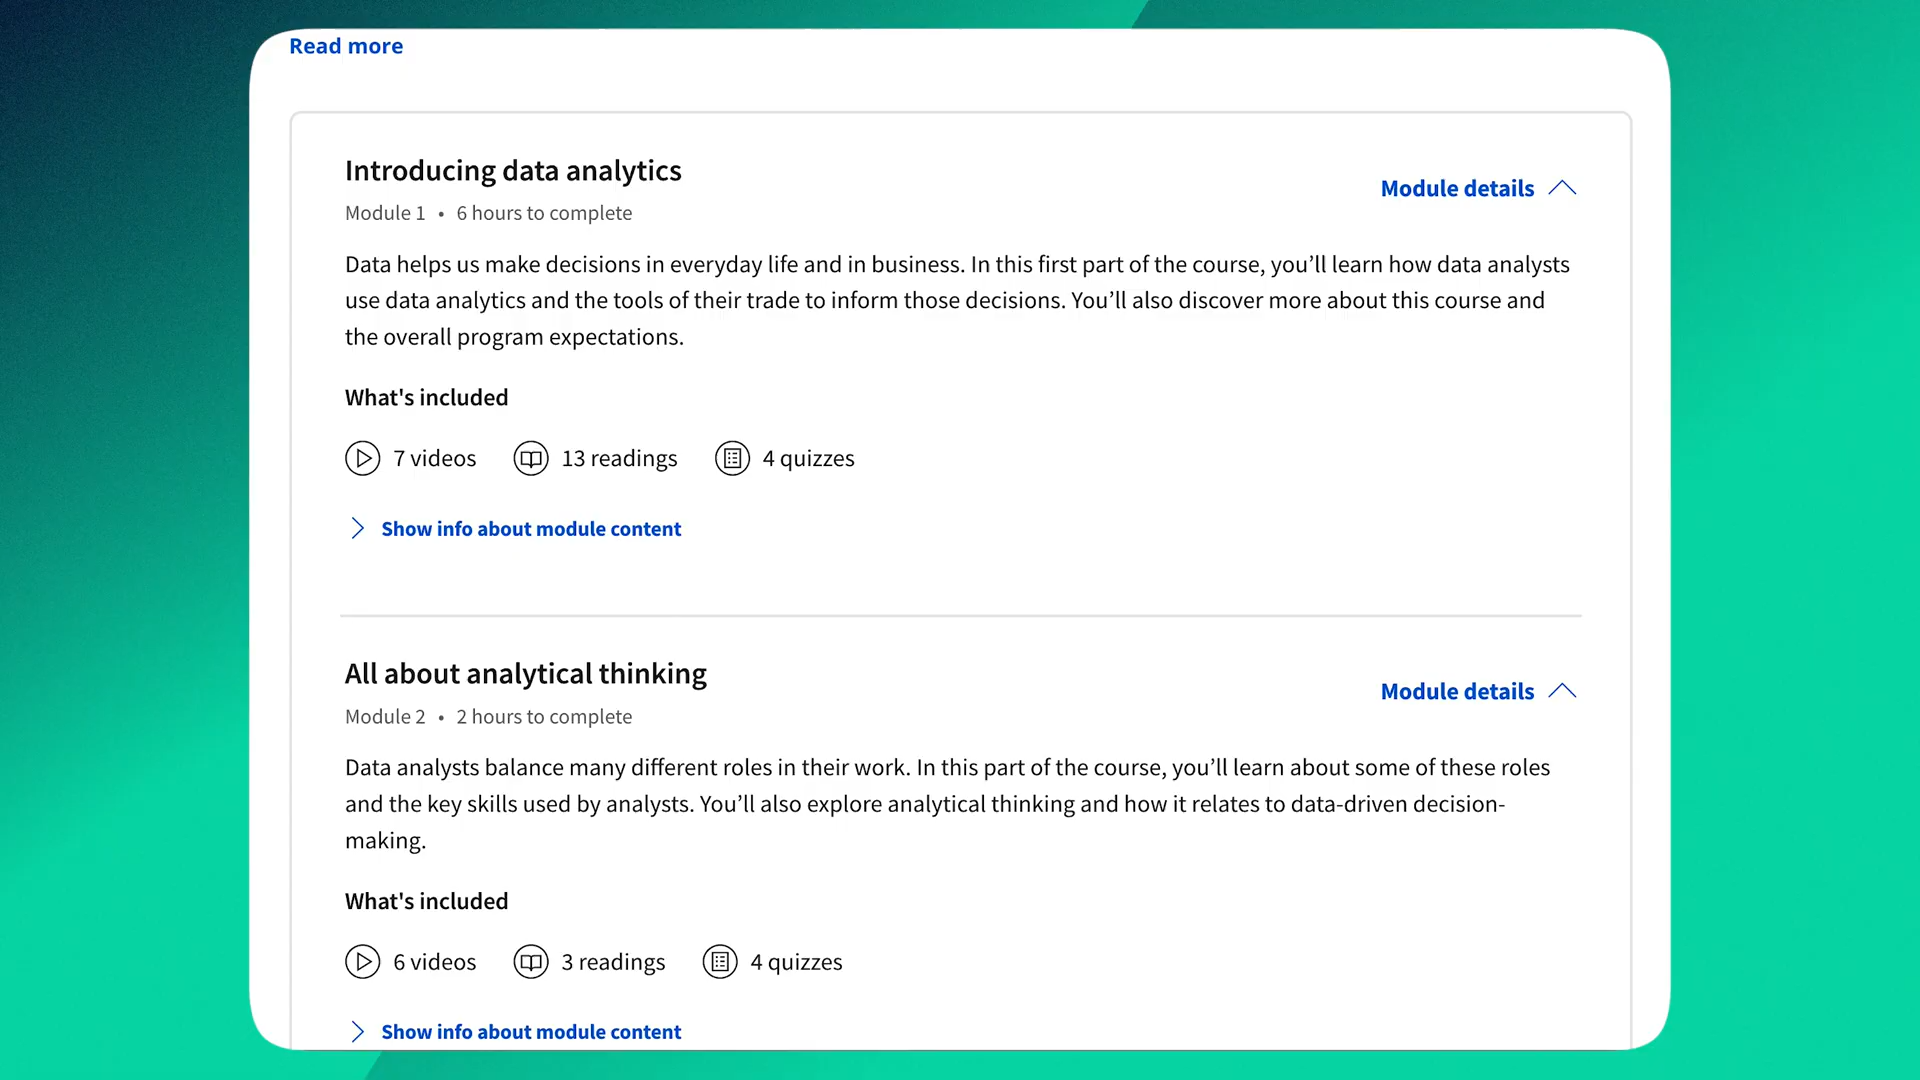 Read more
Introducing data analytics
Module details
Module 1 • 6 hours to complete
Data helps us make decisions in everyday life and in business. In this first part of the course, you’ll learn how data analysts
use data analytics and the tools of their trade to inform those decisions. You’ll also discover more about this course and
the overall program expectations.
What's included
7 videos
13 readings
4 quizzes
Show info about module content
All about analytical thinking
Module details
Module 2 • 2 hours to complete
Data analysts balance many different roles in their work. In this part of the course, you’ll learn about some of these roles
and the key skills used by analysts. You’ll also explore analytical thinking and how it relates to data-driven decision-
making.
What's included
6 videos
3 readings
4 quizzes
Show info about module content